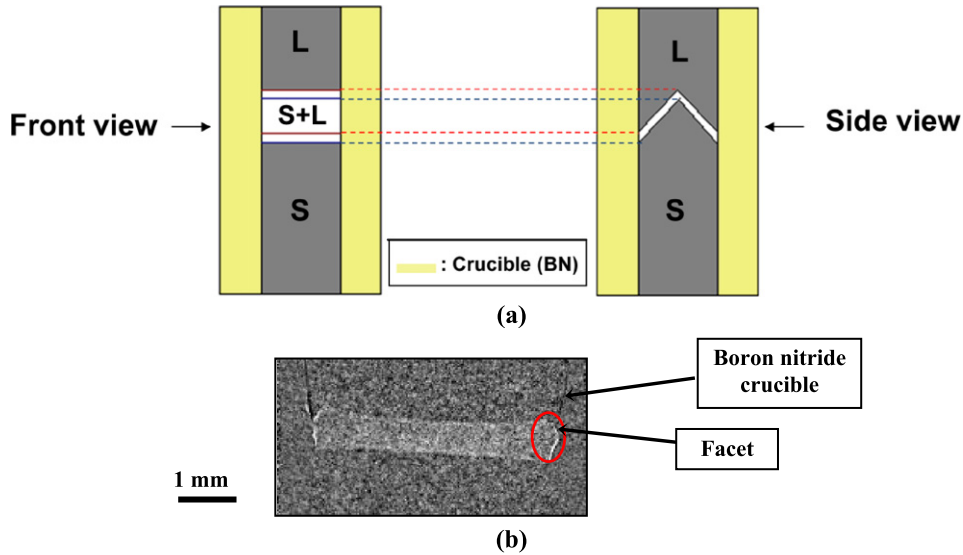 L
L
S+L
Front view
Side view
S
S
: Crucible (BN)
(a)
Boron nitride
crucible
Facet
1 mm
(b)